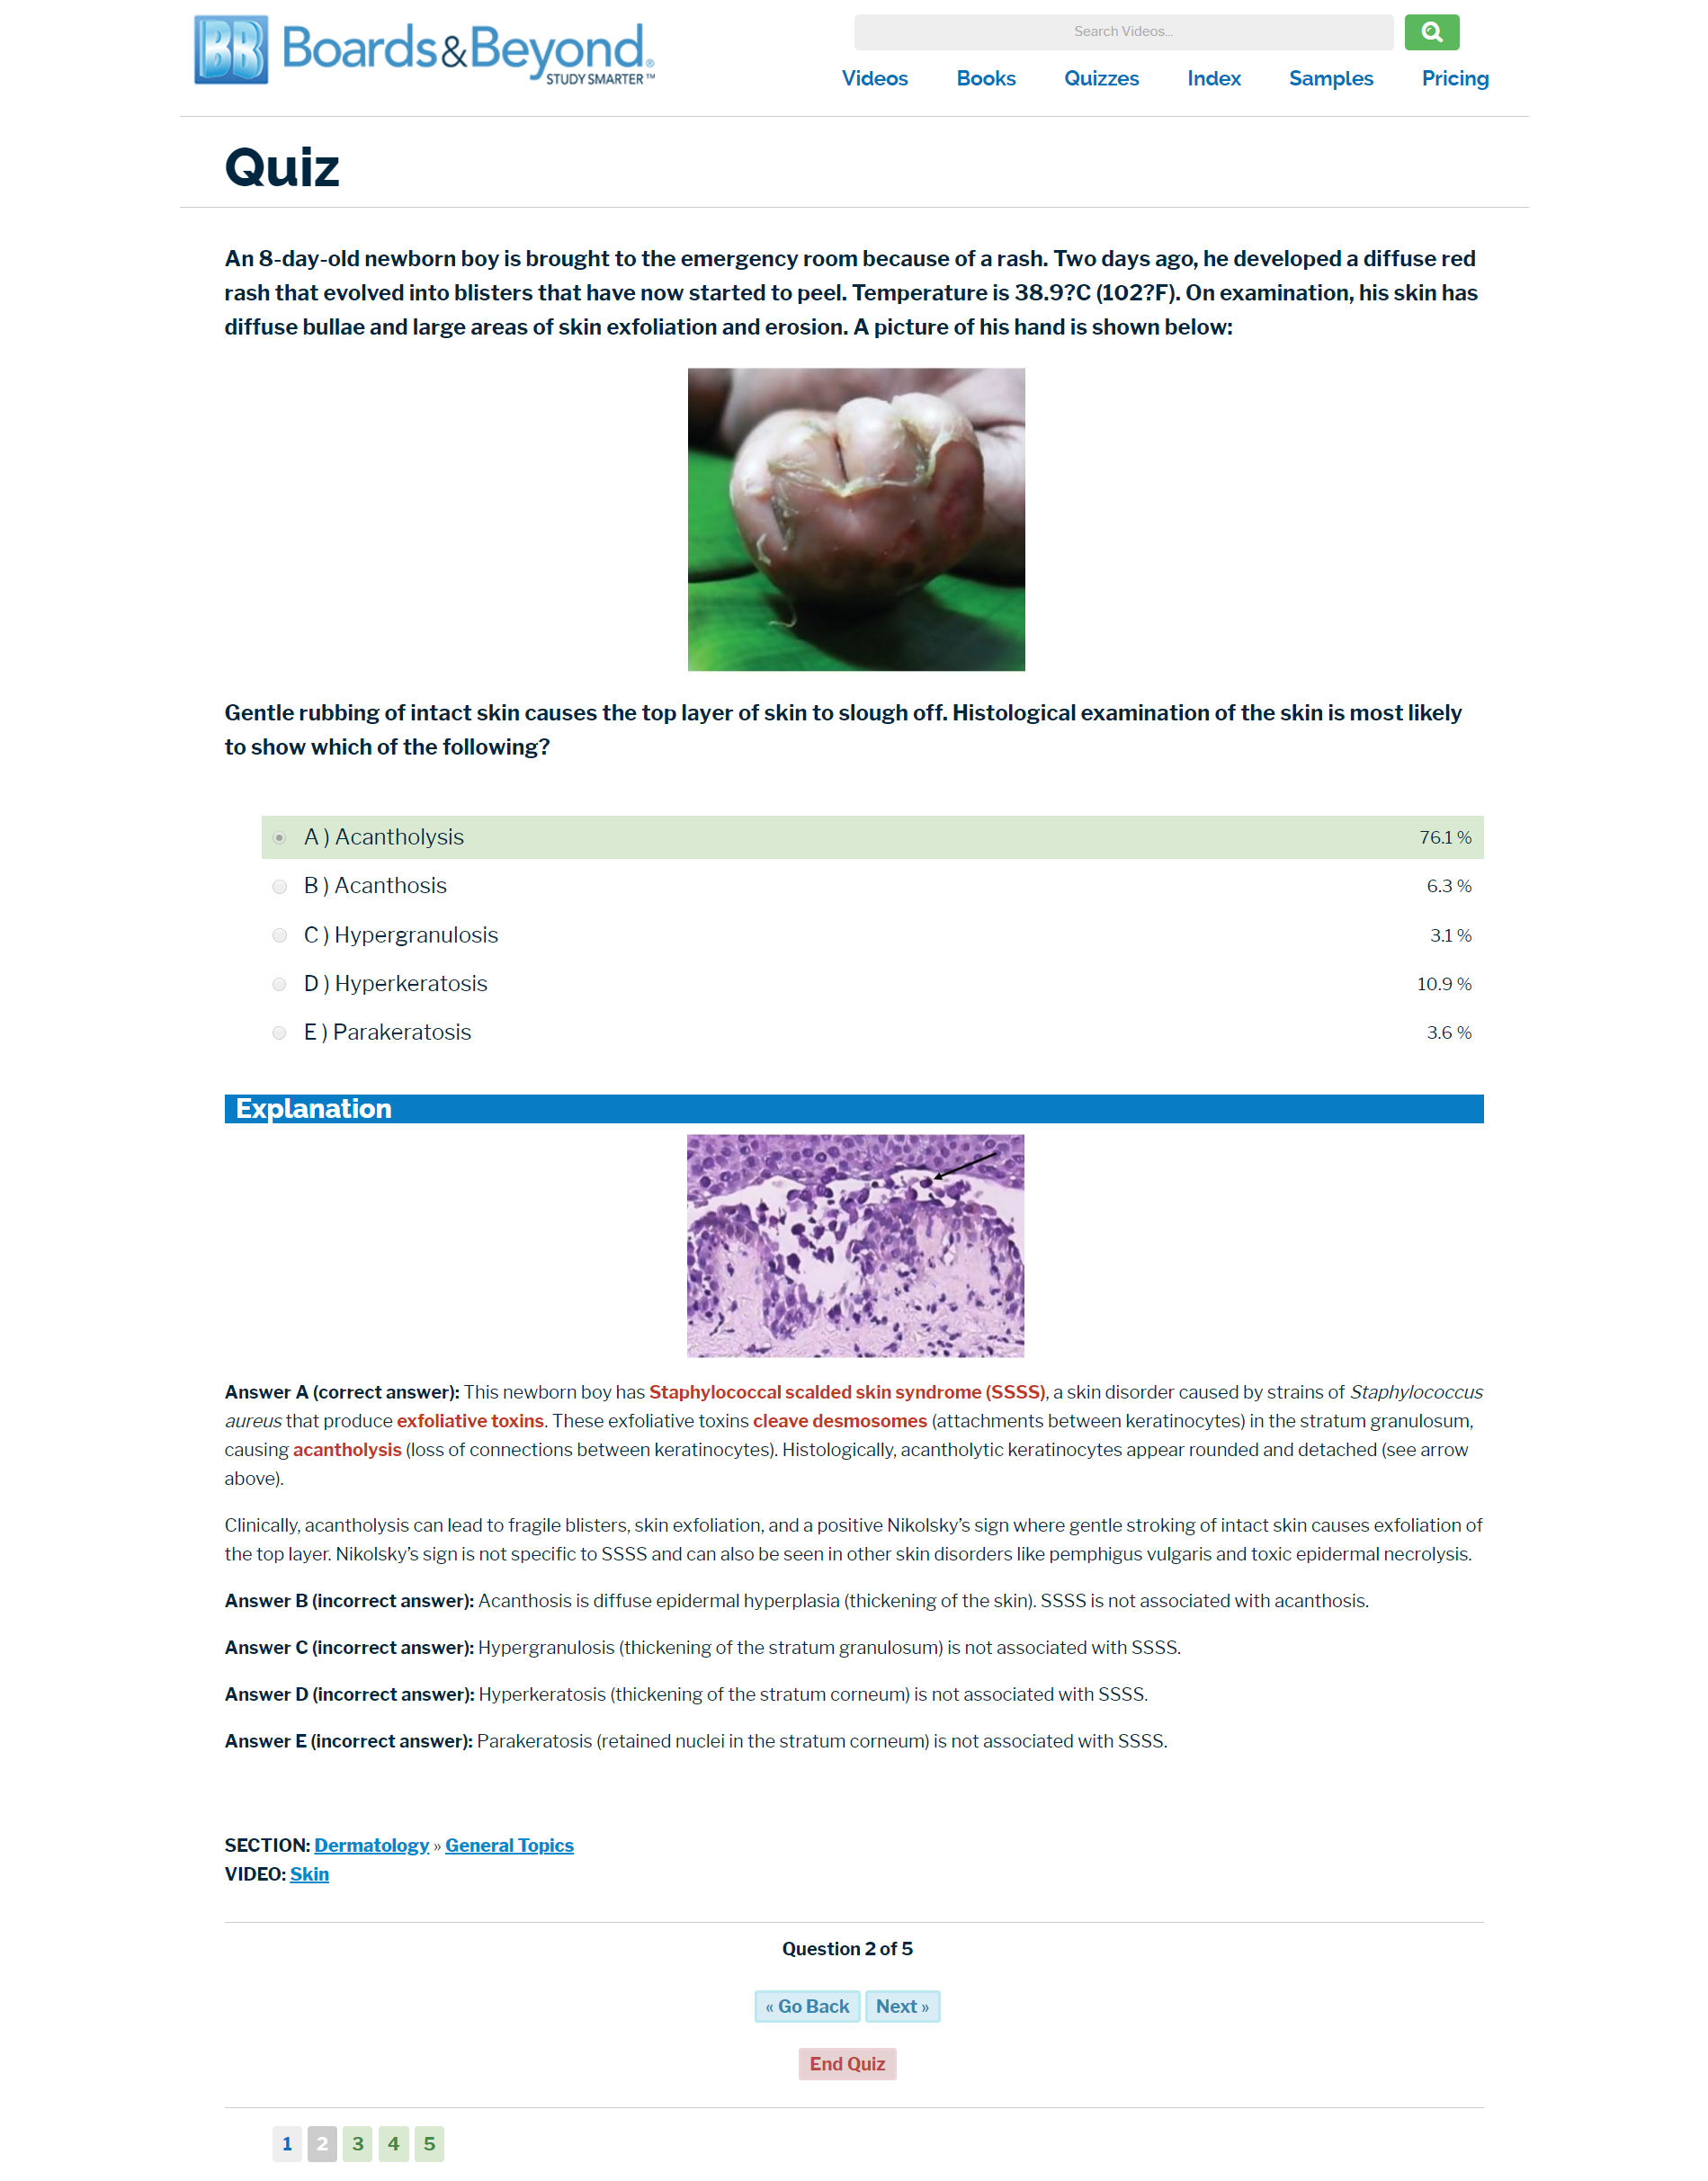 BB Boards&Beyond®
STUDY SMARTER™
Search Videos...
Videos Books Quizzes Index Samples Pricing
Quiz
An 8-day-old newborn boy is brought to the emergency room because of a rash. Two days ago, he developed a diffuse red
rash that evolved into blisters that have now started to peel. Temperature is 38.9?C (102?F). On examination, his skin has
diffuse bullae and large areas of skin exfoliation and erosion. A picture of his hand is shown below:
Gentle rubbing of intact skin causes the top layer of skin to slough off. Histological examination of the skin is most likely
to show which of the following?
A ) Acantholysis 76.1 %
B ) Acanthosis 6.3 %
C ) Hypergranulosis 3.1 %
D ) Hyperkeratosis 10.9 %
E ) Parakeratosis 3.6 %
Explanation
Answer A (correct answer): This newborn boy has Staphylococcal scalded skin syndrome (SSSS), a skin disorder caused by strains of Staphylococcus
aureus that produce exfoliative toxins. These exfoliative toxins cleave desmosomes (attachments between keratinocytes) in the stratum granulosum,
causing acantholysis (loss of connections between keratinocytes). Histologically, acantholytic keratinocytes appear rounded and detached (see arrow
above).
Clinically, acantholysis can lead to fragile blisters, skin exfoliation, and a positive Nikolsky’s sign where gentle stroking of intact skin causes exfoliation of
the top layer. Nikolsky’s sign is not specific to SSSS and can also be seen in other skin disorders like pemphigus vulgaris and toxic epidermal necrolysis.
Answer B (incorrect answer): Acanthosis is diffuse epidermal hyperplasia (thickening of the skin). SSSS is not associated with acanthosis.
Answer C (incorrect answer): Hypergranulosis (thickening of the stratum granulosum) is not associated with SSSS.
Answer D (incorrect answer): Hyperkeratosis (thickening of the stratum corneum) is not associated with SSSS.
Answer E (incorrect answer): Parakeratosis (retained nuclei in the stratum corneum) is not associated with SSSS.
SECTION: Dermatology » General Topics
VIDEO: Skin
Question 2 of 5
« Go Back Next »
End Quiz
1 2 3 4 5